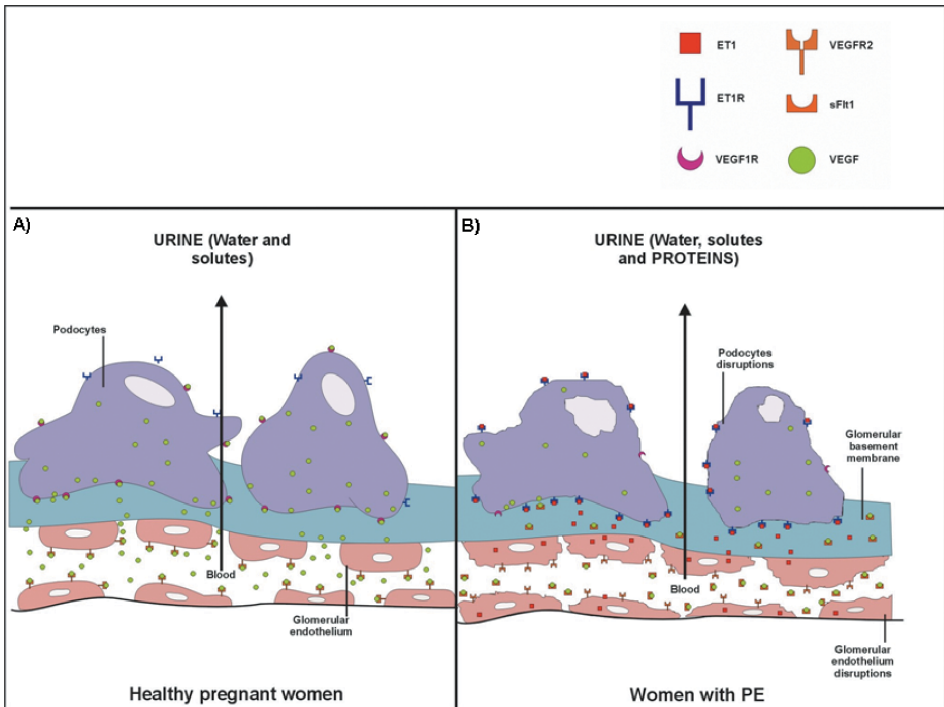 ET1
VEGFR2
ET1R
sFlt1
VEGF1R
VEGF
A)
URINE (Water and
solutes)
Podocytes
Blood
Glomerular
endothelium
Healthy pregnant women
B)
URINE (Water, solutes
and PROTEINS)
Podocytes
disruptions
Glomerular
basement
membrane
Blood
Glomerular
endothelium
disruptions
Women with PE